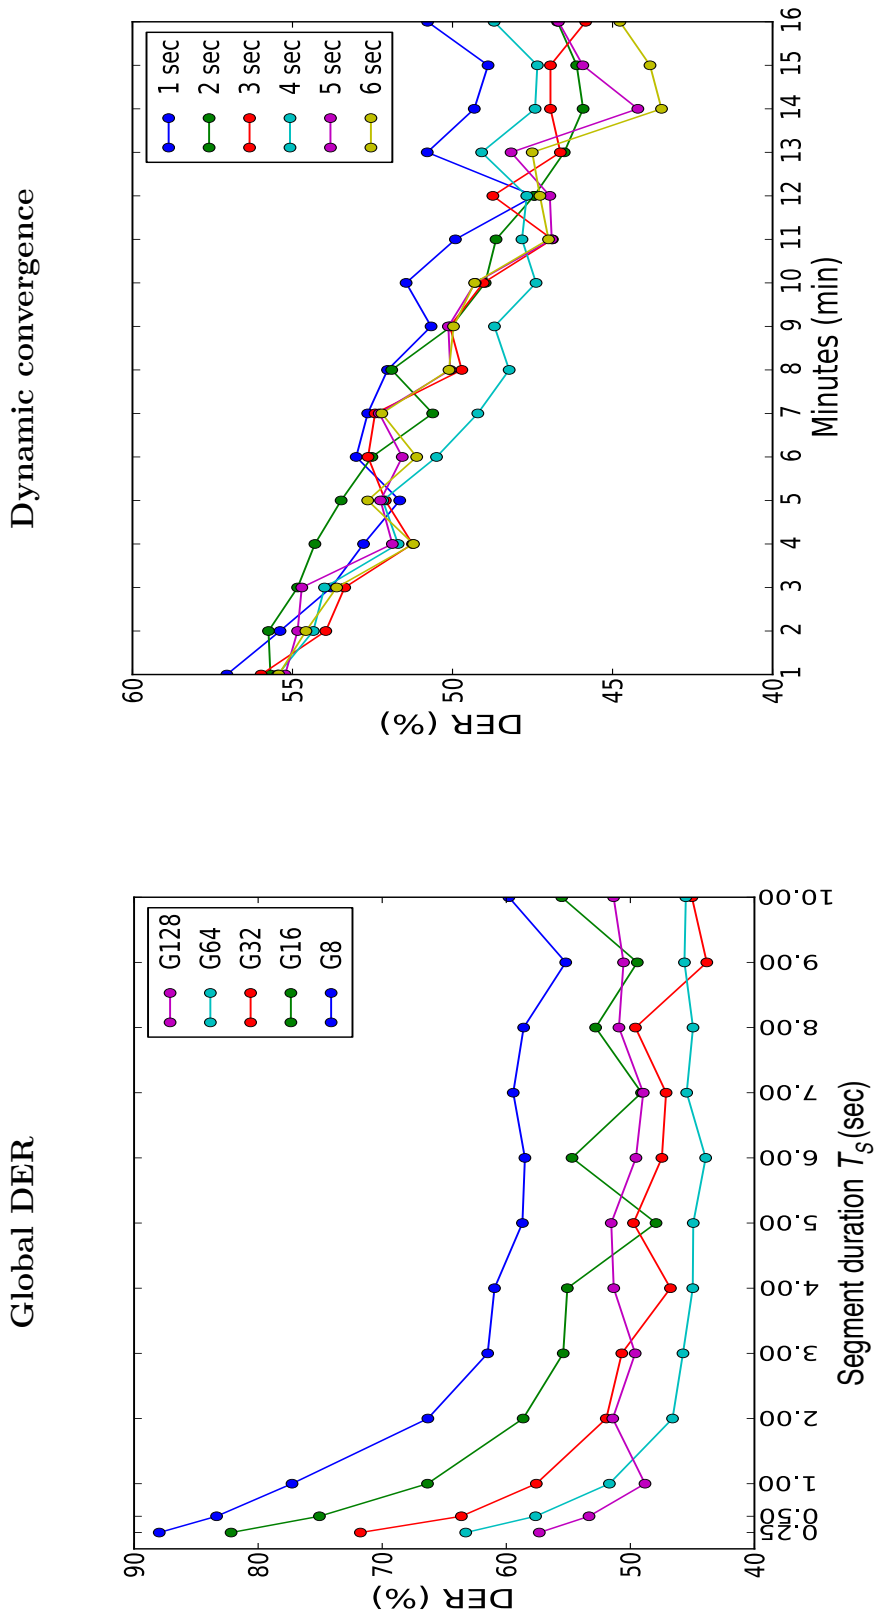 Global DER
90
80
70
60
50
40
DER (%)
0.25
0.50
1.00
2.00
3.00
4.00
5.00
6.00
7.00
8.00
9.00
10.00
Segment duration T_S (sec)
G128
G64
G32
G16
G8
Dynamic convergence
60
55
50
45
40
DER (%)
1
2
3
4
5
6
7
8
9
10
11
12
13
14
15
16
Minutes (min)
1 sec
2 sec
3 sec
4 sec
5 sec
6 sec